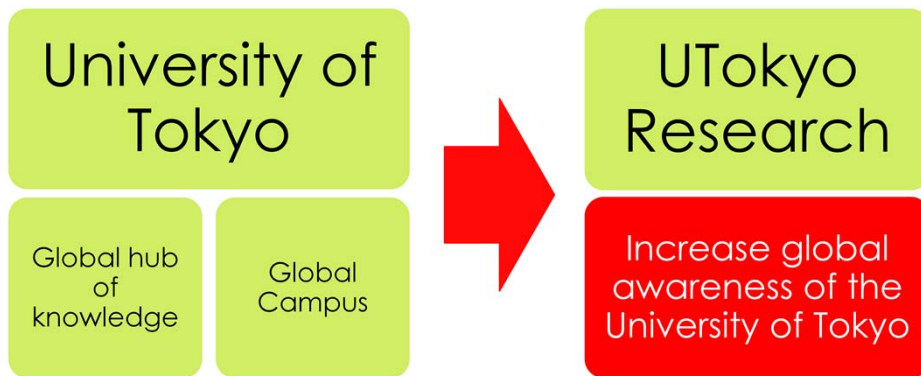 University of
Tokyo
Global hub
of
knowledge
Global
Campus
UTokyo
Research
Increase global
awareness of the
University of Tokyo